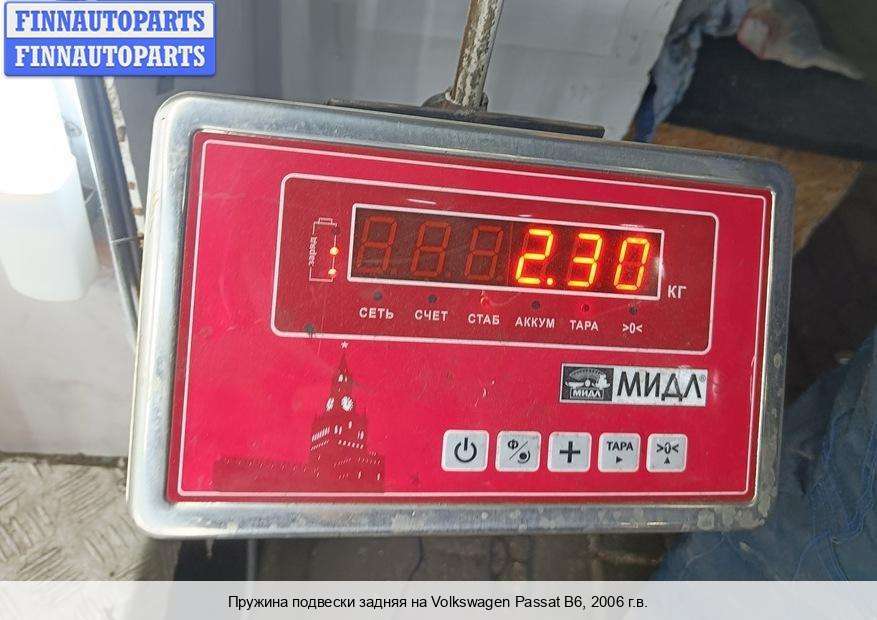 FINNAUTOPARTS
FINNAUTOPARTS
заряд
2.30
КГ
СЕТЬ СЧЕТ СТАБ АККУМ ТАРА >0<
МИДЛ МИДЛ®
Ф ТАРА >0<
Пружина подвески задняя на Volkswagen Passat B6, 2006 г.в.